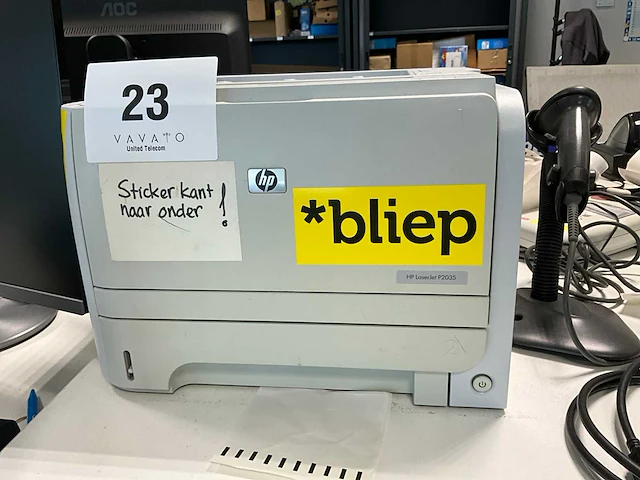 AOC
23
VAVATO
United Telecom
Sticker kant
naar onder !
hp
*bliep
HP LaserJet P2035